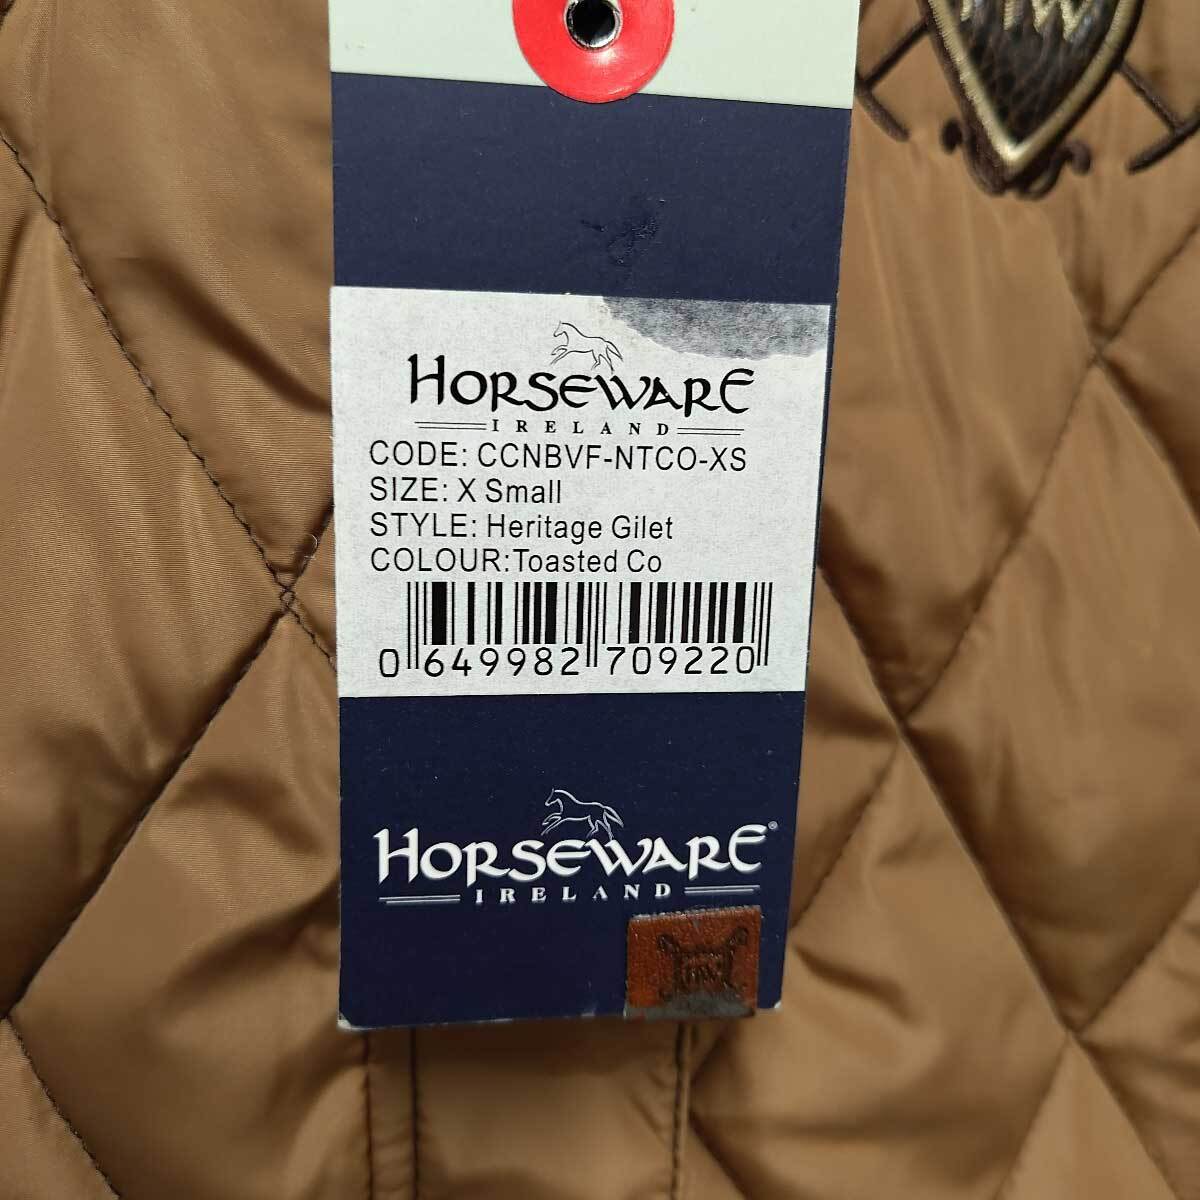 HORSEWARE
IRELAND
CODE: CCNBVF-NTCO-XS
SIZE: X Small
STYLE: Heritage Gilet
COLOUR:Toasted Co
0 649982 709220
HORSEWARE®
IRELAND